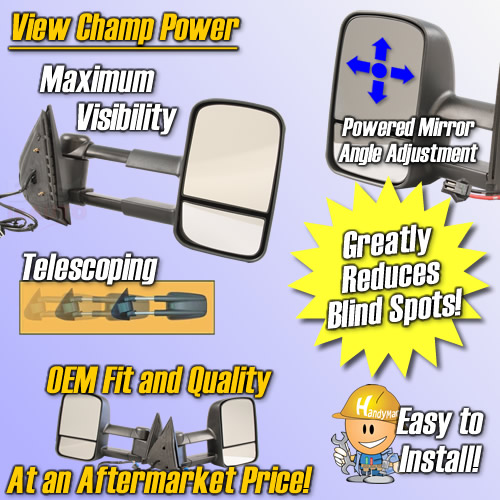 View Champ Power
Maximum
Visibility
Powered Mirror
Angle Adjustment
Telescoping
Greatly
Reduces
Blind Spots!
OEM Fit and Quality
At an Aftermarket Price!
HandyMan
Easy to
Install!